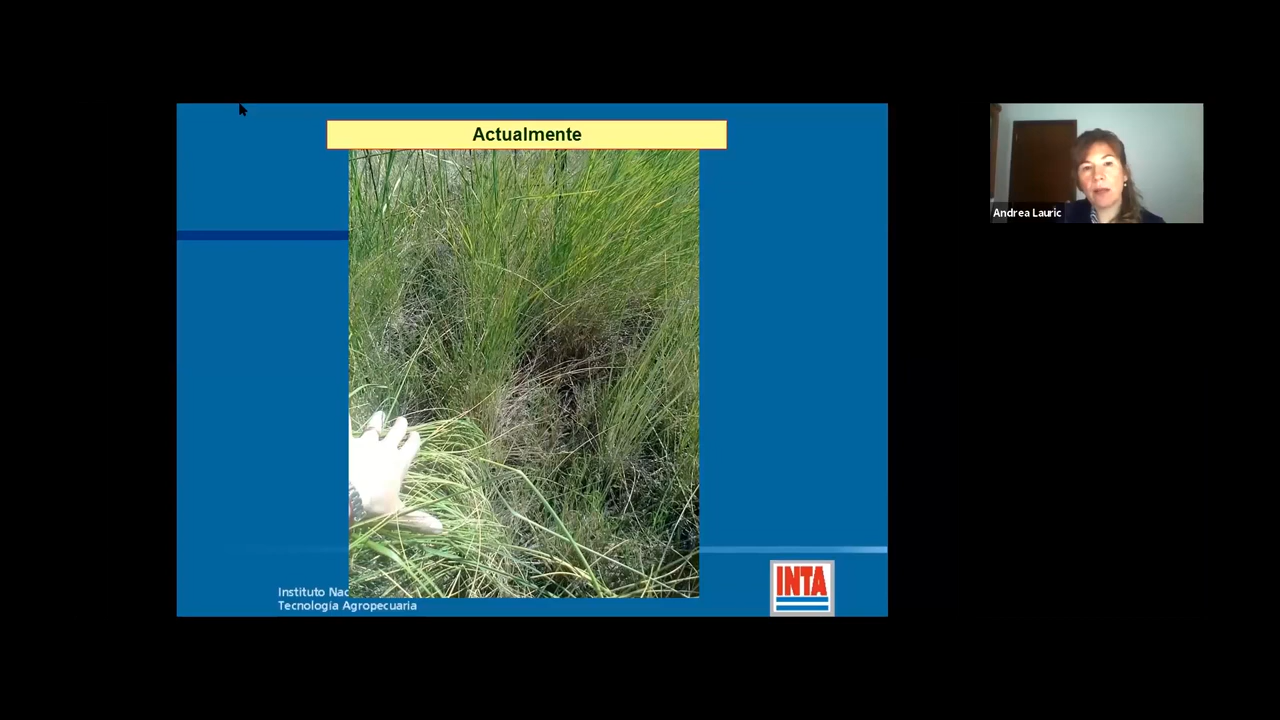 Actualmente
Andrea Lauric
Instituto Nac
Tecnología Agropecuaria
INTA